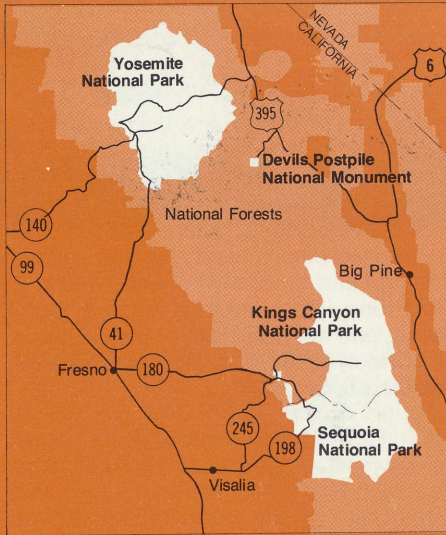 NEVADA
CALIFORNIA
6
Yosemite
National Park
395
Devils Postpile
National Monument
National Forests
140
99
Big Pine
Kings Canyon
National Park
41
Fresno
180
245
198
Sequoia
National Park
Visalia